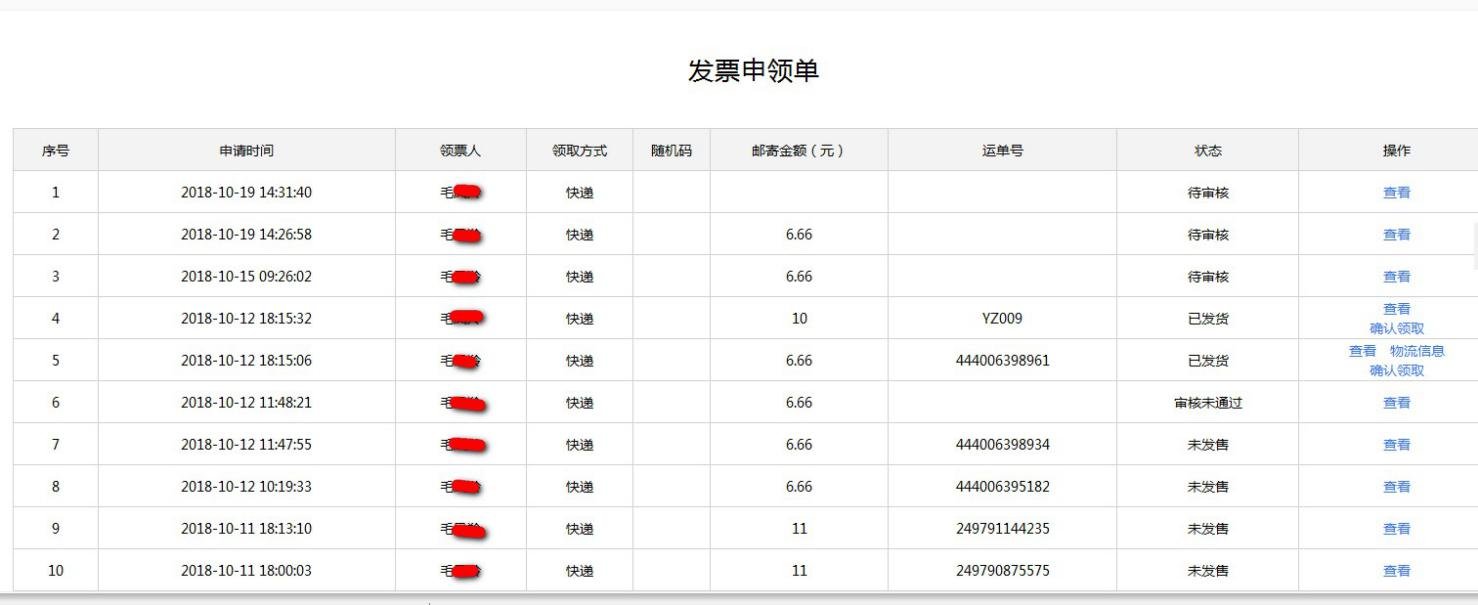 发票申领单
序号 申请时间 领票人 领取方式 随机码 邮寄金额（元） 运单号 状态 操作
1 2018-10-19 14:31:40 毛 快递 待审核 查看
2 2018-10-19 14:26:58 毛 快递 6.66 待审核 查看
3 2018-10-15 09:26:02 毛 快递 6.66 待审核 查看
4 2018-10-12 18:15:32 毛 快递 10 YZ009 已发货 查看
确认领取
5 2018-10-12 18:15:06 毛 快递 6.66 444006398961 已发货 查看 物流信息
确认领取
6 2018-10-12 11:48:21 毛 快递 6.66 审核未通过 查看
7 2018-10-12 11:47:55 毛 快递 6.66 444006398934 未发售 查看
8 2018-10-12 10:19:33 毛 快递 6.66 444006395182 未发售 查看
9 2018-10-11 18:13:10 毛 快递 11 249791144235 未发售 查看
10 2018-10-11 18:00:03 毛 快递 11 249790875575 未发售 查看